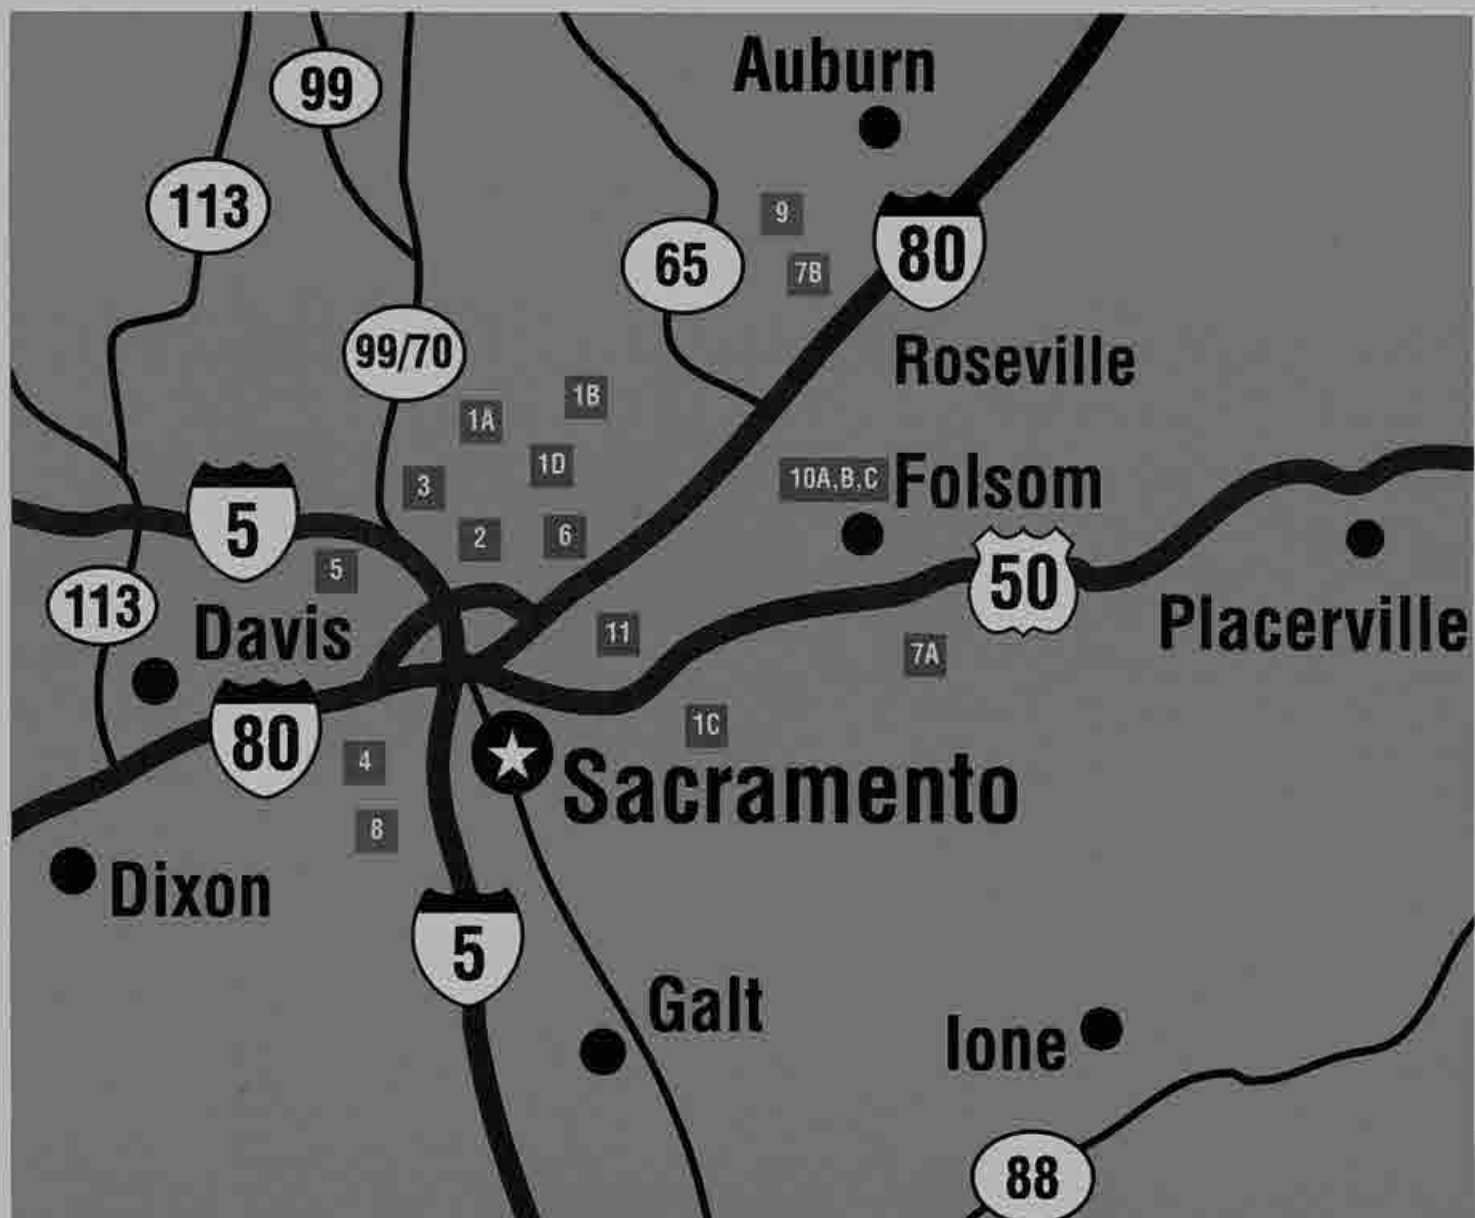 Auburn
99
113
9
65
80
7B
99/70
Roseville
1B
1A
1D
10A,B,C
Folsom
3
5
2
6
5
50
113
Davis
11
Placerville
7A
80
1C
4
Sacramento
8
Dixon
5
Galt
Ione
88